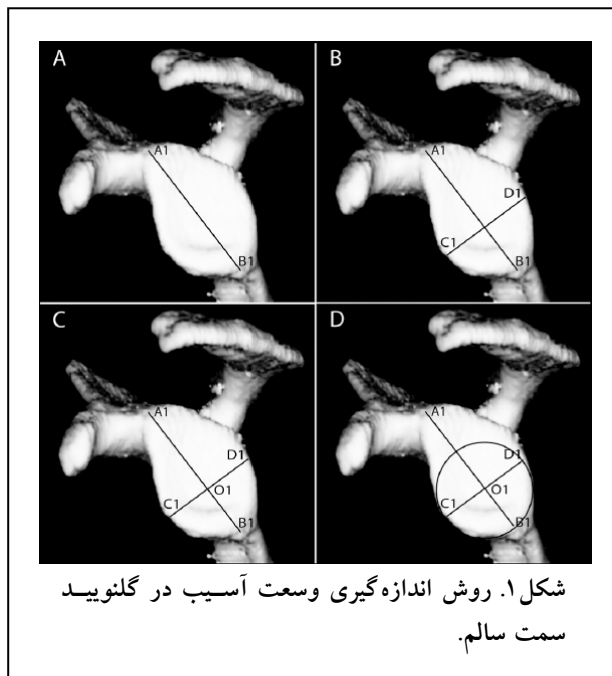 A
A1
B1
B
A1
D1
C1
B1
C
A1
D1
O1
C1
B1
D
A1
D1
O1
C1
B1
شکل۱. روش اندازه‌گیری وسعت آسیب در گلنویید
سمت سالم.